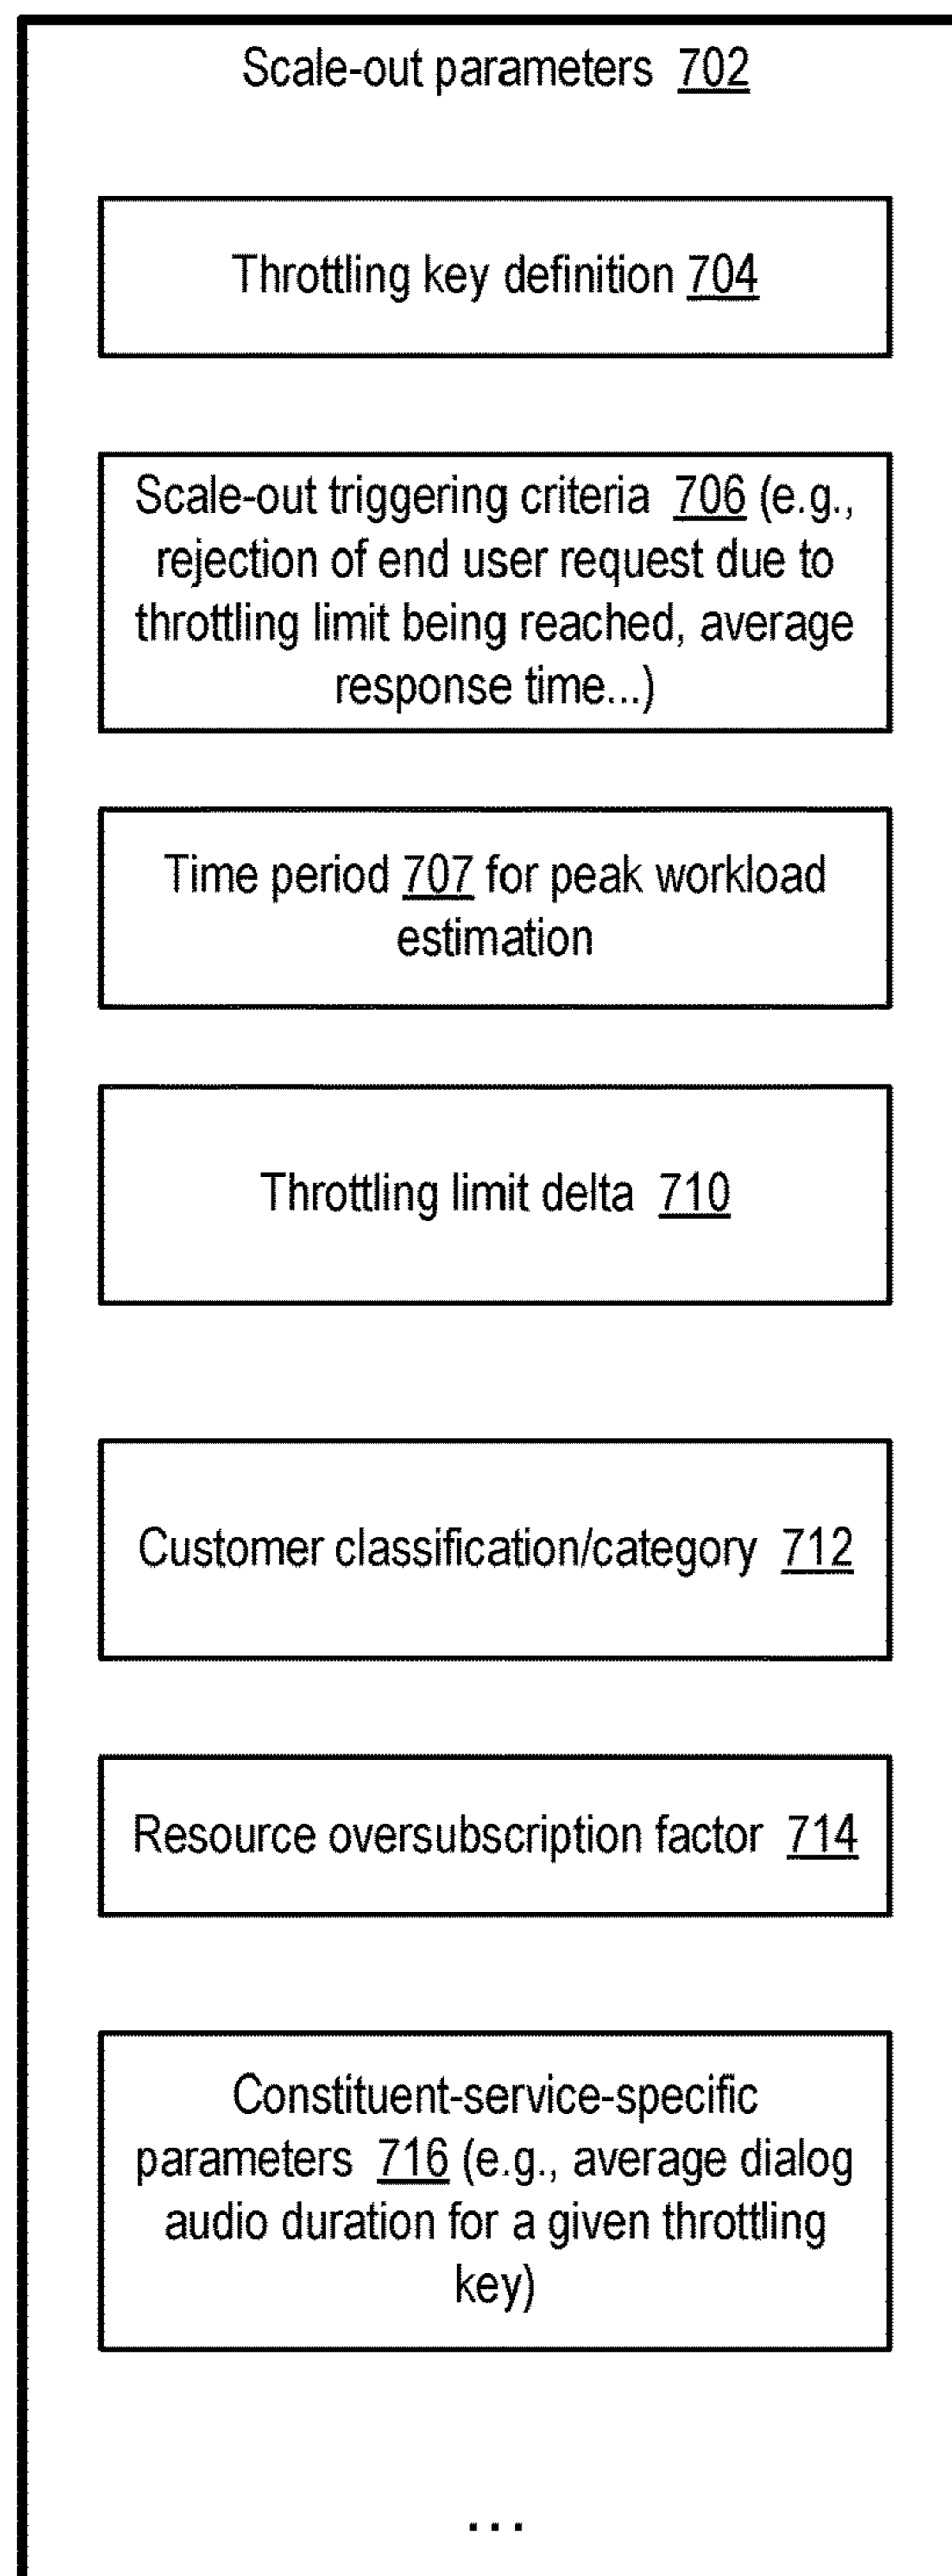 Scale-out parameters 702
Throttling key definition 704
Scale-out triggering criteria 706 (e.g.,
rejection of end user request due to
throttling limit being reached, average
response time...)
Time period 707 for peak workload
estimation
Throttling limit delta 710
Customer classification/category 712
Resource oversubscription factor 714
Constituent-service-specific
parameters 716 (e.g., average dialog
audio duration for a given throttling
key)
...